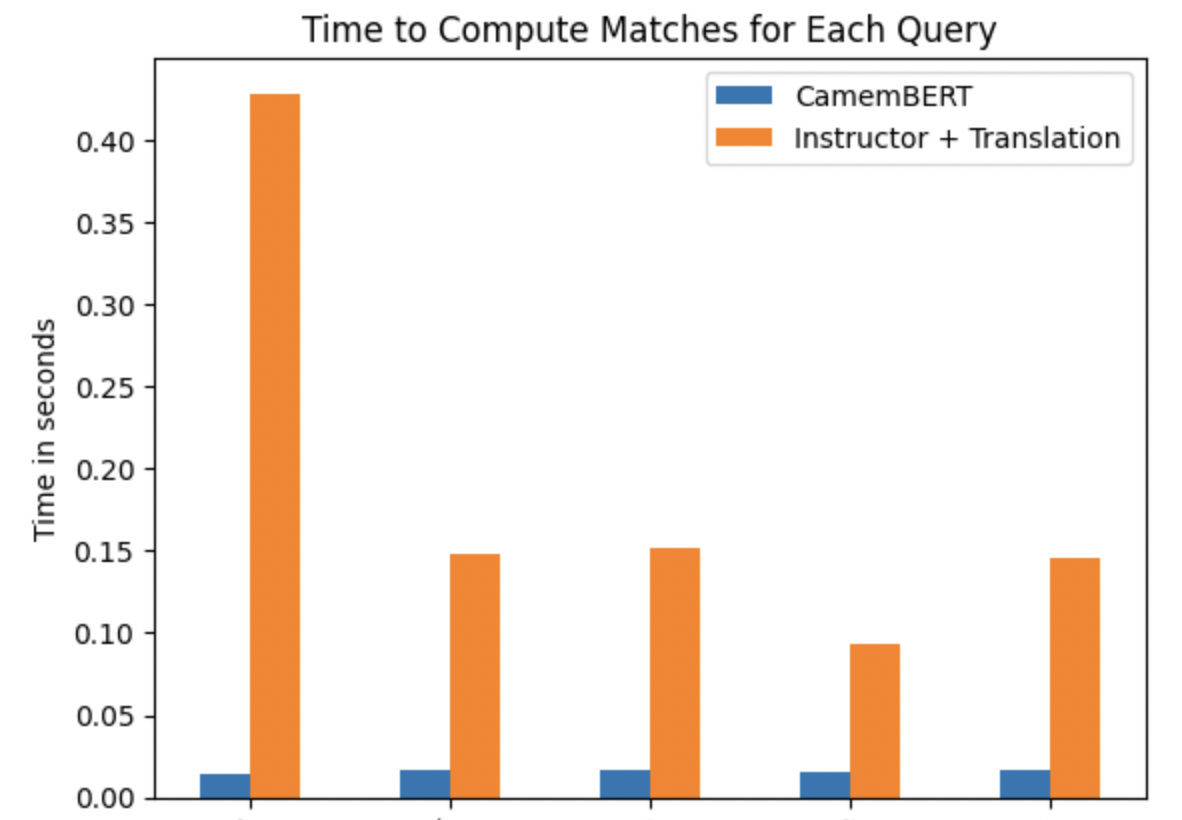 Time to Compute Matches for Each Query
CamemBERT
Instructor + Translation
0.40
0.35
0.30
0.25
0.20
0.15
0.10
0.05
0.00
Time in seconds